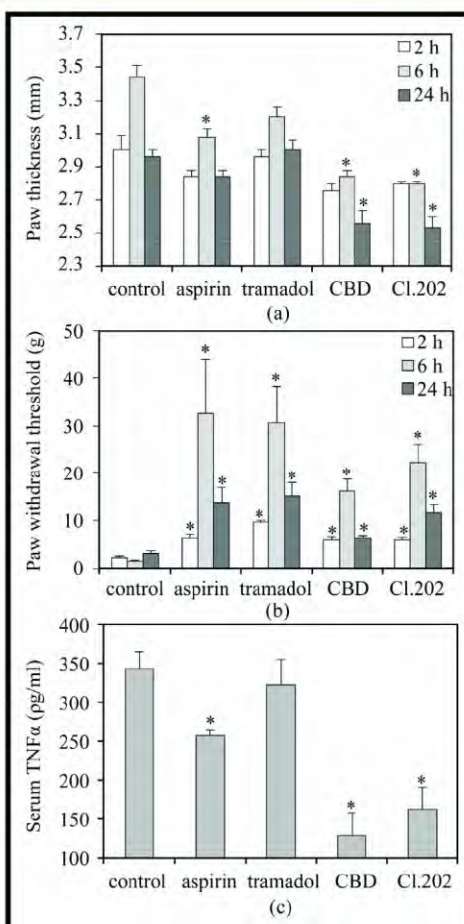 3.7
3.5
3.3
3.1
2.9
2.7
2.5
2.3
Paw thickness (mm)
2 h
6 h
24 h
*
* *
* *
control aspirin tramadol CBD Cl.202
(a)
50
40
30
20
10
0
Paw withdrawal threshold (g)
2 h
6 h
24 h
* * *
* * *
* * *
* * *
control aspirin tramadol CBD Cl.202
(b)
400
350
300
250
200
150
100
Serum TNFα (ρg/ml)
*
*
*
control aspirin tramadol CBD Cl.202
(c)